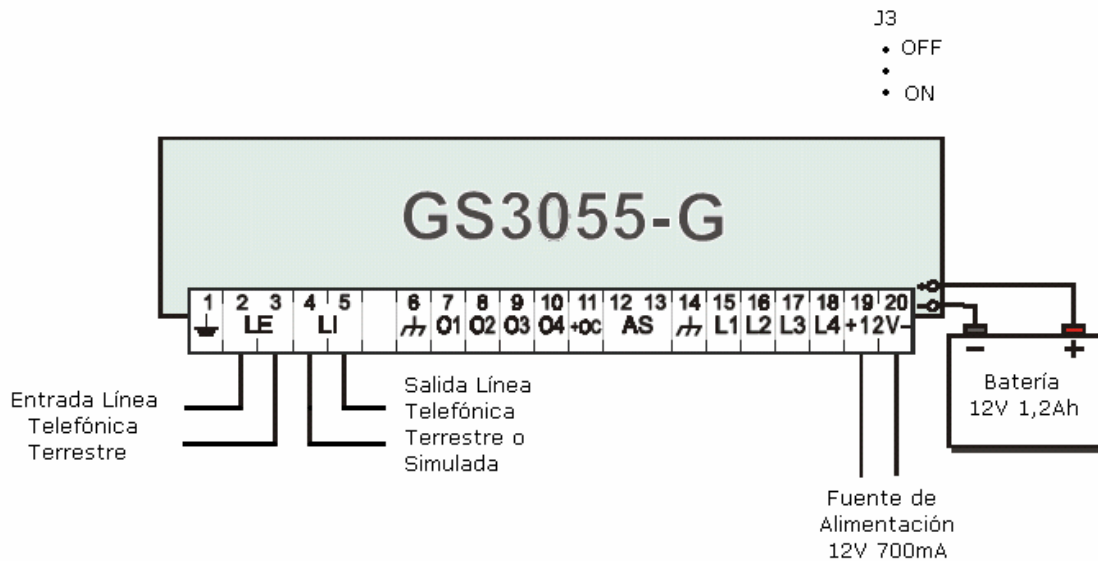 J3
OFF
ON
GS3055-G
1 2 3 4 5 6 7 8 9 10 11 12 13 14 15 16 17 18 19 20
LE LI O1 O2 O3 O4 +OC AS L1 L2 L3 L4 +12V-
+
-
- +
Batería
12V 1,2Ah
Entrada Línea
Telefónica
Terrestre
Salida Línea
Telefónica
Terrestre o
Simulada
Fuente de
Alimentación
12V 700mA